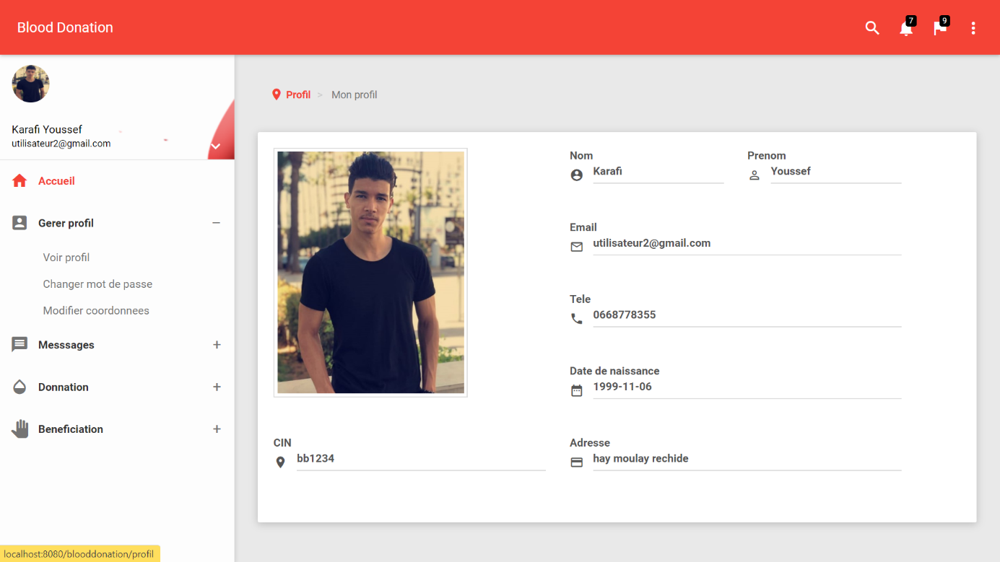 Blood Donation
7
9
Karafi Youssef
utilisateur2@gmail.com
Accueil
Gerer profil
Voir profil
Changer mot de passe
Modifier coordonnees
Messsages
Donnation
Beneficiation
Profil > Mon profil
Nom
Karafi
Prenom
Youssef
Email
utilisateur2@gmail.com
Tele
0668778355
Date de naissance
1999-11-06
CIN
bb1234
Adresse
hay moulay rechide
localhost:8080/blooddonation/profil